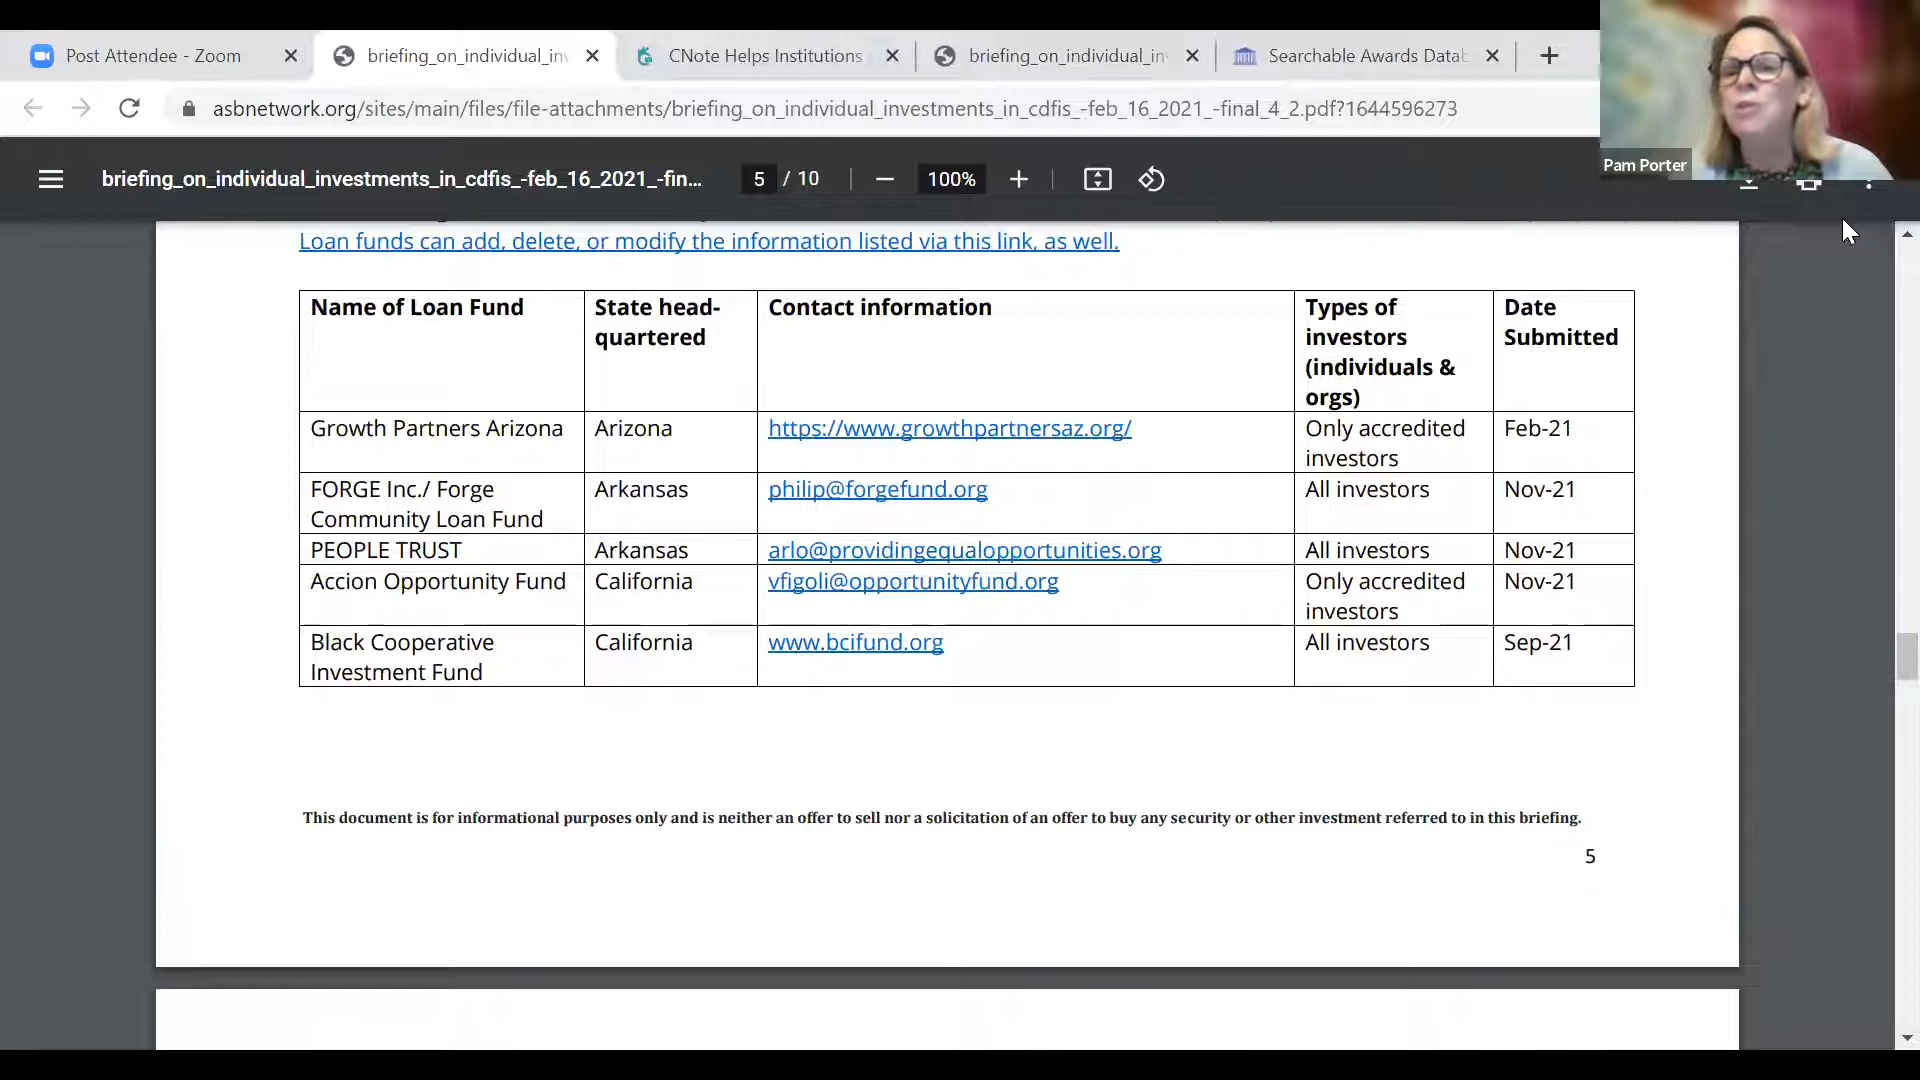 Post Attendee - Zoom
briefing_on_individual_in
CNote Helps Institutions
briefing_on_individual_in
Searchable Awards Datab
asbnetwork.org/sites/main/files/file-attachments/briefing_on_individual_investments_in_cdfis_-feb_16_2021_-final_4_2.pdf?1644596273
Pam Porter
briefing_on_individual_investments_in_cdfis_-feb_16_2021_-fin...
5 / 10
100%
Loan funds can add, delete, or modify the information listed via this link, as well.
Name of Loan Fund
State head-
quartered
Contact information
Types of
investors
(individuals &
orgs)
Date
Submitted
Growth Partners Arizona
Arizona
https://www.growthpartnersaz.org/
Only accredited
investors
Feb-21
FORGE Inc./ Forge
Community Loan Fund
Arkansas
philip@forgefund.org
All investors
Nov-21
PEOPLE TRUST
Arkansas
arlo@providingequalopportunities.org
All investors
Nov-21
Accion Opportunity Fund
California
vfigoli@opportunityfund.org
Only accredited
investors
Nov-21
Black Cooperative
Investment Fund
California
www.bcifund.org
All investors
Sep-21
This document is for informational purposes only and is neither an offer to sell nor a solicitation of an offer to buy any security or other investment referred to in this briefing.
5